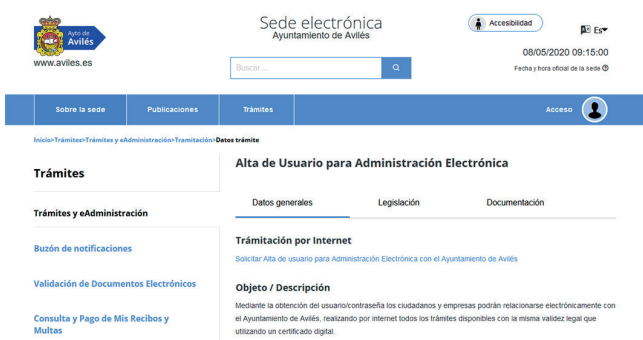 Ayto de
Avilés
www.aviles.es
Sede electrónica
Ayuntamiento de Avilés
Buscar...
Accesibilidad
Es
08/05/2020 09:15:00
Fecha y hora oficial de la sede
Sobre la sede
Publicaciones
Trámites
Acceso
Inicio>Trámites>Trámites y eAdministración>Tramitación>Datos trámite
Trámites
Trámites y eAdministración
Buzón de notificaciones
Validación de Documentos Electrónicos
Consulta y Pago de Mis Recibos y
Multas
Alta de Usuario para Administración Electrónica
Datos generales
Legislación
Documentación
Trámitación por Internet
Solicitar Alta de usuario para Administración Electrónica con el Ayuntamiento de Avilés
Objeto / Descripción
Mediante la obtención del usuario/contraseña los ciudadanos y empresas podrán relacionarse electrónicamente con
el Ayuntamiento de Avilés, realizando por internet todos los trámites disponibles con la misma validez legal que
utilizando un certificado digital.